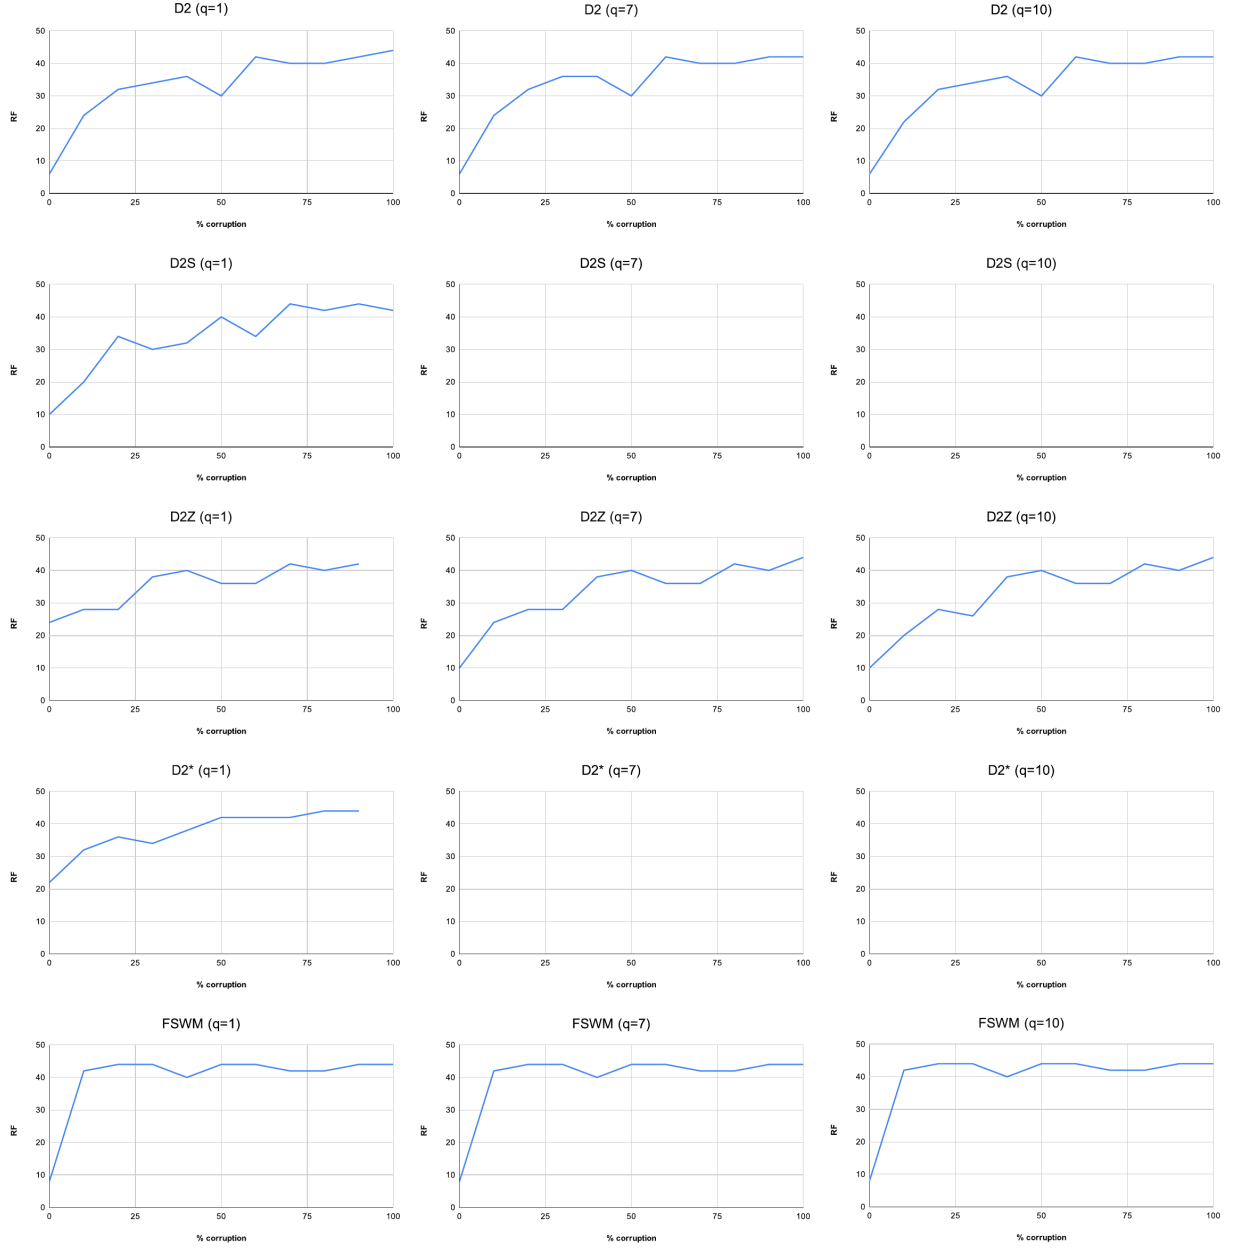 D2 (q=1)
50
40
30
20
10
0
RF
0 25 50 75 100
% corruption
D2 (q=7)
50
40
30
20
10
0
RF
0 25 50 75 100
% corruption
D2 (q=10)
50
40
30
20
10
0
RF
0 25 50 75 100
% corruption
D2S (q=1)
50
40
30
20
10
0
RF
0 25 50 75 100
% corruption
D2S (q=7)
50
40
30
20
10
0
RF
0 25 50 75 100
% corruption
D2S (q=10)
50
40
30
20
10
0
RF
0 25 50 75 100
% corruption
D2Z (q=1)
50
40
30
20
10
0
RF
0 25 50 75 100
% corruption
D2Z (q=7)
50
40
30
20
10
0
RF
0 25 50 75 100
% corruption
D2Z (q=10)
50
40
30
20
10
0
RF
0 25 50 75 100
% corruption
D2* (q=1)
50
40
30
20
10
0
RF
0 25 50 75 100
% corruption
D2* (q=7)
50
40
30
20
10
0
RF
0 25 50 75 100
% corruption
D2* (q=10)
50
40
30
20
10
0
RF
0 25 50 75 100
% corruption
FSWM (q=1)
50
40
30
20
10
0
RF
0 25 50 75 100
% corruption
FSWM (q=7)
50
40
30
20
10
0
RF
0 25 50 75 100
% corruption
FSWM (q=10)
50
40
30
20
10
0
RF
0 25 50 75 100
% corruption